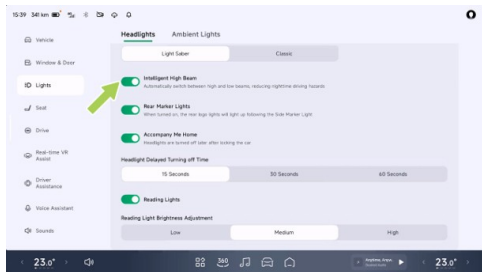 15:39 341 km
Headlights Ambient Lights
Vehicle
Light Saber Classic
Window & Door
Intelligent High Beam
Automatically switch between high and low beams, reducing nighttime driving hazards
Lights
Rear Marker Lights
When turned on, the rear logo lights will light up following the Side Marker Light
Seat
Accompany Me Home
Headlights are turned off later after locking the car
Drive
Real-time VR
Assist
Headlight Delayed Turning off Time
15 Seconds 30 Seconds 60 Seconds
Driver
Assistance
Reading Lights
Voice Assistant
Reading Light Brightness Adjustment
Sounds
Low Medium High
23.0° 360 23.0°